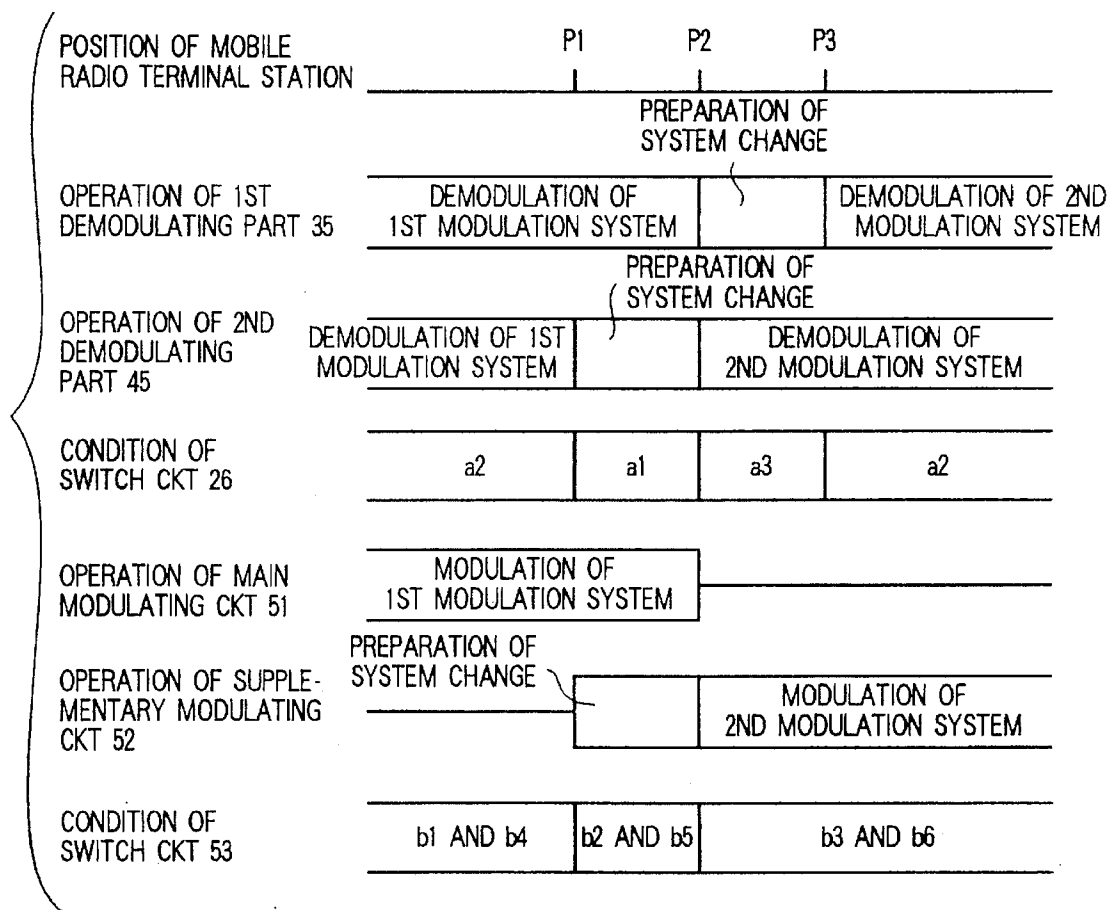 POSITION OF MOBILE
RADIO TERMINAL STATION
P1 P2 P3
PREPARATION OF
SYSTEM CHANGE
OPERATION OF 1ST
DEMODULATING PART 35
DEMODULATION OF
1ST MODULATION SYSTEM
DEMODULATION OF 2ND
MODULATION SYSTEM
PREPARATION OF
SYSTEM CHANGE
OPERATION OF 2ND
DEMODULATING
PART 45
DEMODULATION OF 1ST
MODULATION SYSTEM
DEMODULATION OF
2ND MODULATION SYSTEM
CONDITION OF
SWITCH CKT 26
a2 a1 a3 a2
OPERATION OF MAIN
MODULATING CKT 51
MODULATION OF
1ST MODULATION SYSTEM
PREPARATION OF
SYSTEM CHANGE
OPERATION OF SUPPLE-
MENTARY MODULATING
CKT 52
MODULATION OF
2ND MODULATION SYSTEM
CONDITION OF
SWITCH CKT 53
b1 AND b4 b2 AND b5 b3 AND b6